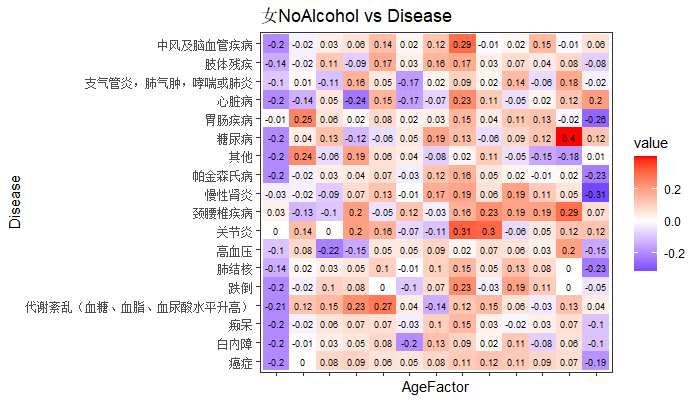 女NoAlcohol vs Disease
中风及脑血管疾病 -0.2 -0.02 0.03 0.06 0.14 0.02 0.12 0.29 -0.01 0.02 0.15 -0.01 0.06
肢体残疾 -0.14 -0.02 0.11 -0.09 0.17 0.03 0.16 0.17 0.03 0.07 0.04 0.08 -0.08
支气管炎，肺气肿，哮喘或肺炎 -0.1 0.01 -0.11 0.16 0.05 -0.17 0.02 0.09 0.02 0.14 -0.06 0.18 -0.02
心脏病 -0.2 -0.14 0.05 -0.24 0.15 -0.17 -0.07 0.23 0.11 -0.05 0.02 0.12 0.2
胃肠疾病 -0.01 0.25 0.06 0.02 0.08 0.02 0.03 0.15 0.04 0.11 0.13 -0.02 -0.26
糖尿病 -0.2 0.04 0.13 -0.12 -0.06 0.05 0.19 0.13 -0.06 0.09 0.12 0.4 0.12
其他 -0.2 0.24 -0.06 0.19 0.06 0.04 -0.08 0.02 0.11 -0.05 -0.15 -0.18 0.01
帕金森氏病 -0.2 -0.02 0.03 0.04 0.07 -0.03 0.12 0.16 0.05 0.02 -0.01 0.02 -0.23
慢性肾炎 -0.03 -0.02 -0.09 0.07 0.13 -0.01 0.17 0.19 0.06 0.19 0.11 0.05 -0.31
颈腰椎疾病 0.03 -0.13 -0.1 0.2 -0.05 0.12 -0.03 0.16 0.23 0.19 0.19 0.29 0.07
关节炎 0 0.14 0 0.2 0.16 -0.07 -0.11 0.31 0.3 -0.06 0.05 0.12 0.12
高血压 -0.1 0.08 -0.22 -0.15 0.05 0.05 0.09 0.02 0.07 0.06 0.03 0.2 -0.15
肺结核 -0.14 0.02 0.03 0.05 0.1 -0.01 0.1 0.15 0.05 0.13 0.08 0 -0.23
跌倒 -0.2 -0.02 0.1 0.08 0 -0.1 0.07 0.23 -0.03 0.19 0.11 0 -0.05
代谢紊乱（血糖、血脂、血尿酸水平升高） -0.21 0.12 0.15 0.23 0.27 0.04 -0.14 0.12 0.15 0.06 -0.03 0.13 0.04
痴呆 -0.2 -0.02 0.06 0.07 0.07 -0.03 0.1 0.15 0.03 -0.02 0.03 0.07 -0.1
白内障 -0.2 -0.01 0.03 0.05 0.08 -0.2 0.13 0.09 0.02 0.11 -0.08 0.06 -0.1
癌症 -0.2 0 0.08 0.09 0.06 0.05 0.08 0.11 0.12 0.11 0.09 0.07 -0.19
Disease
AgeFactor
value
0.4
0.2
0.0
-0.2